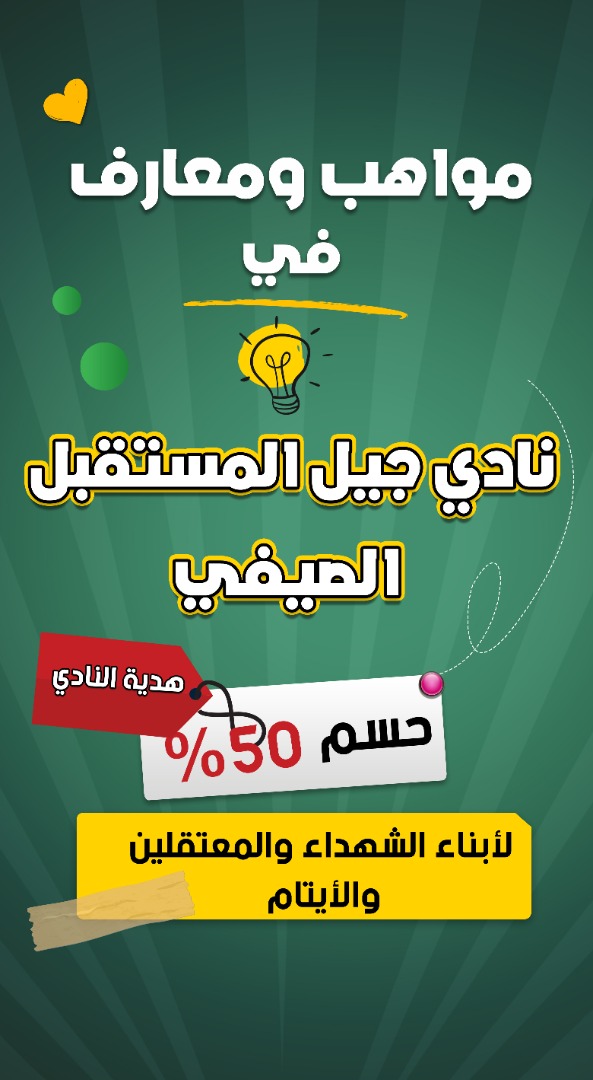 مواهب ومعارف
في
نادي جيل المستقبل
الصيفي
هدية النادي
حسم 50%
لأبناء الشهداء والمعتقلين
والأيتام